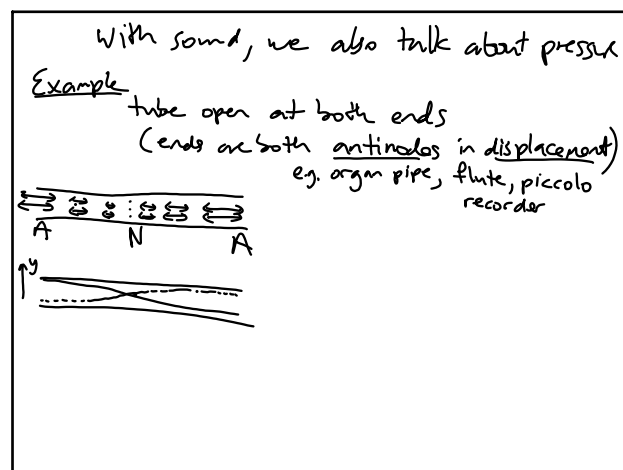 With sound, we also talk about pressure
Example
tube open at both ends
(ends are both antinodes in displacement)
e.g. organ pipe, flute, piccolo
recorder
A N A
y